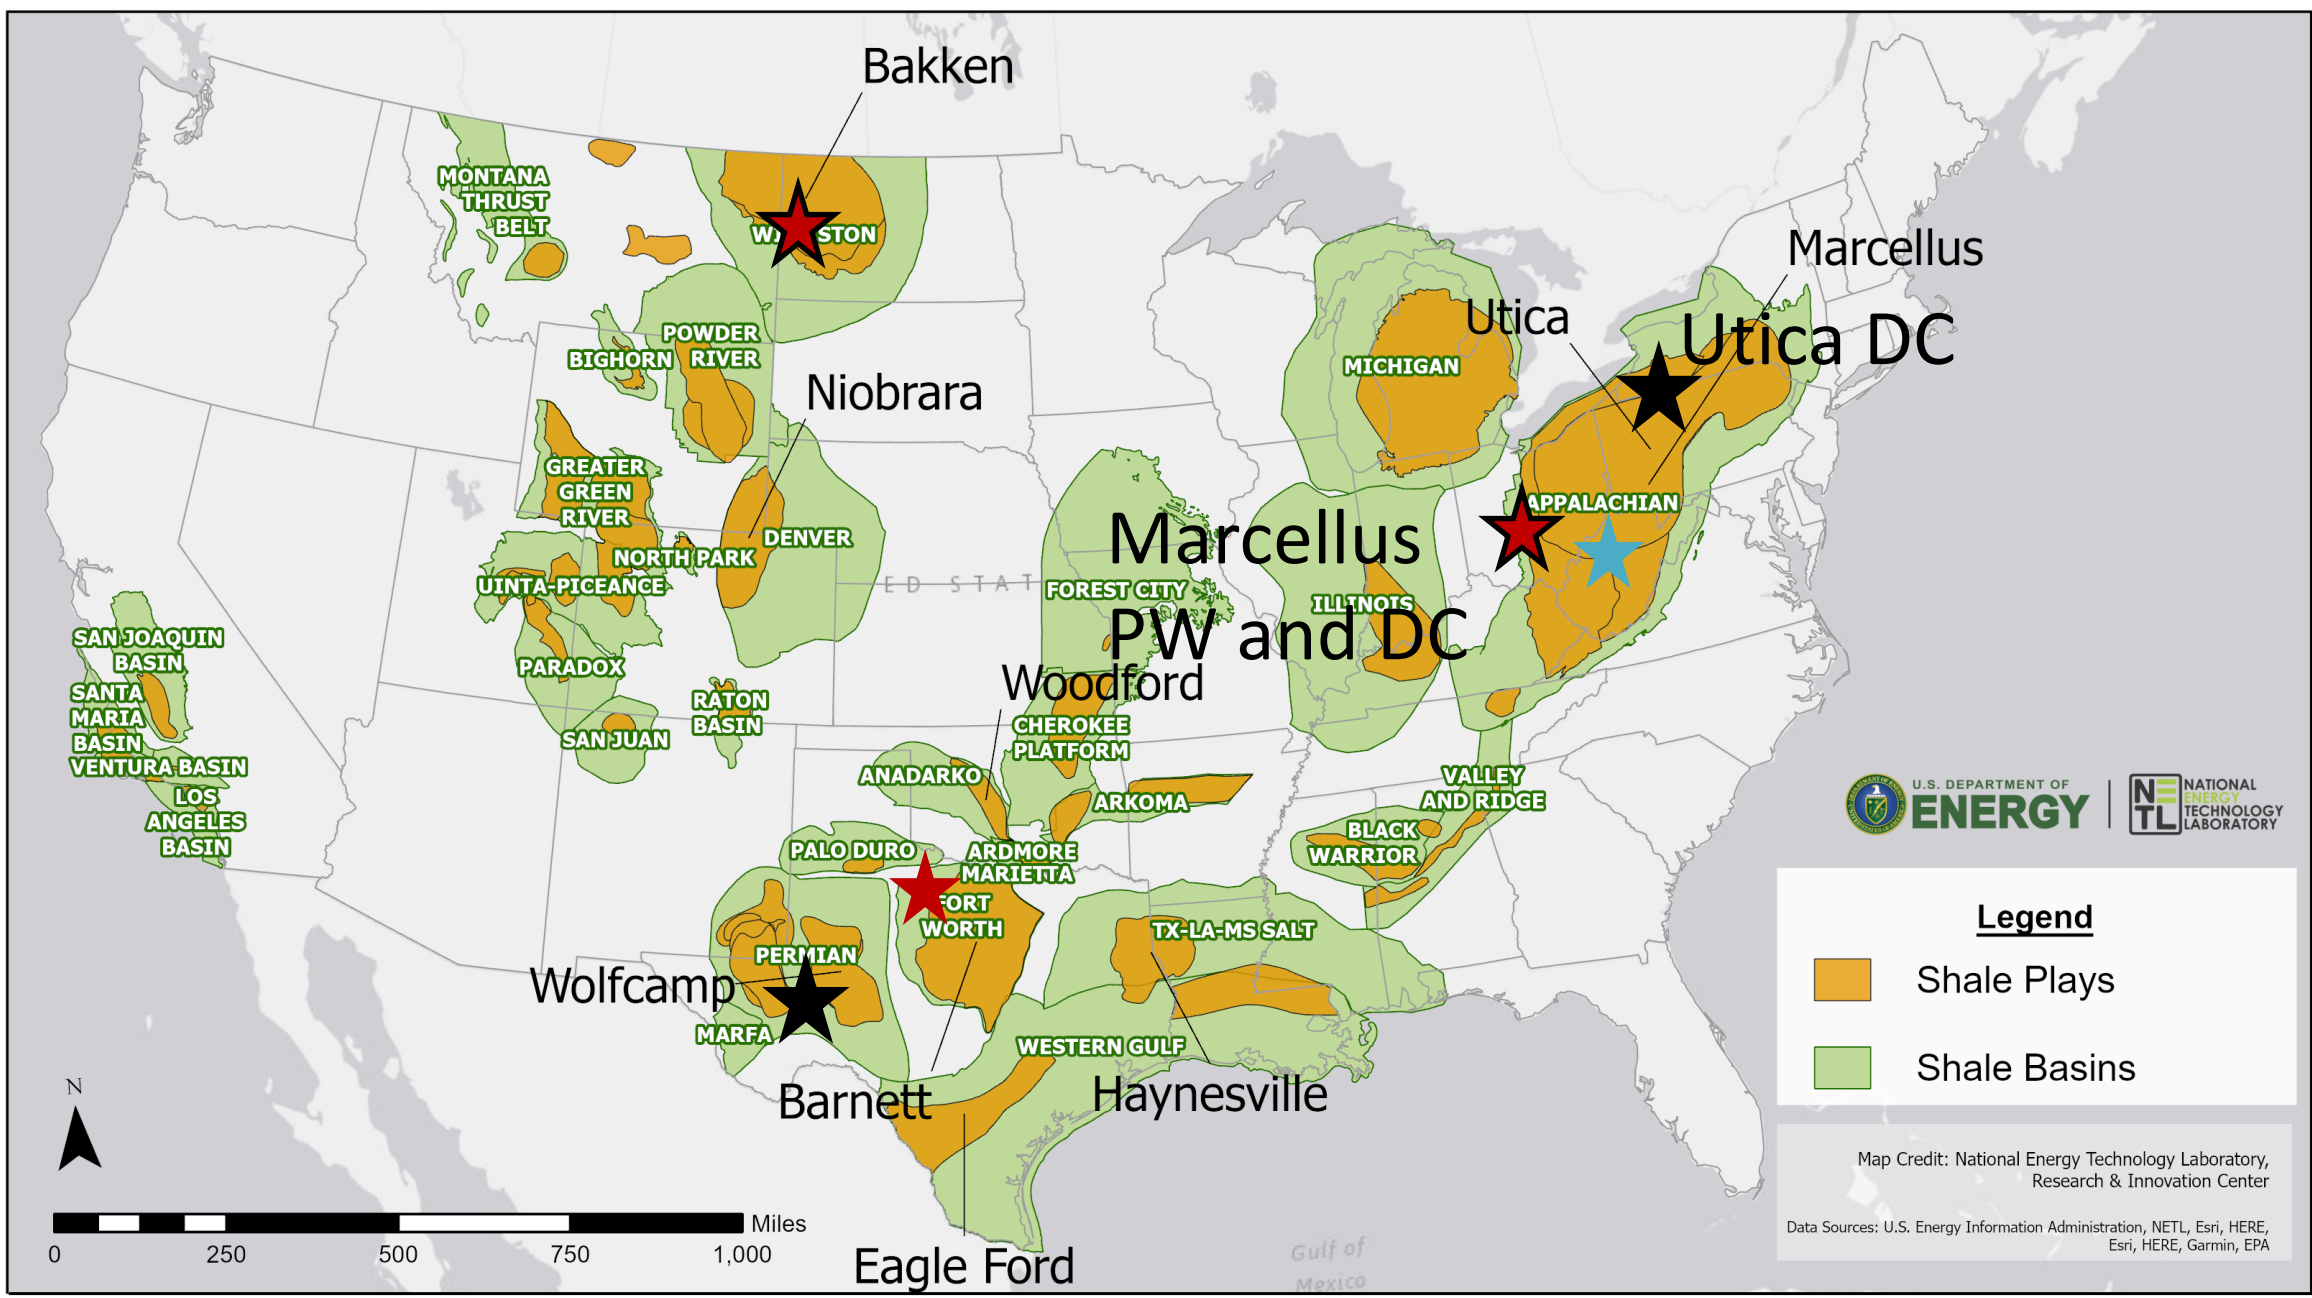 Bakken
MONTANA
THRUST
BELT
WI STON
Marcellus
Utica
Utica DC
POWDER
RIVER
BIGHORN
MICHIGAN
Niobrara
GREATER
GREEN
RIVER
APPALACHIAN
DENVER
NORTH PARK
Marcellus
PW and DC
UINTA-PICEANCE
ED STAT
FOREST CITY
ILLINOIS
SAN JOAQUIN
BASIN
PARADOX
SANTA
MARIA
BASIN
RATON
BASIN
Woodford
SAN JUAN
CHEROKEE
PLATFORM
VENTURA BASIN
LOS
ANGELES
BASIN
ANADARKO
ARKOMA
VALLEY
AND RIDGE
BLACK
WARRIOR
PALO DURO
ARDMORE
MARIETTA
FORT
WORTH
TX-LA-MS SALT
PERMIAN
Wolfcamp
MARFA
WESTERN GULF
Barnett
Haynesville
Eagle Ford
Gulf of
Mexico
N
Miles
0 250 500 750 1,000
U.S. DEPARTMENT OF
ENERGY
NETL
NATIONAL
ENERGY
TECHNOLOGY
LABORATORY
Legend
Shale Plays
Shale Basins
Map Credit: National Energy Technology Laboratory,
Research & Innovation Center
Data Sources: U.S. Energy Information Administration, NETL, Esri, HERE,
Esri, HERE, Garmin, EPA